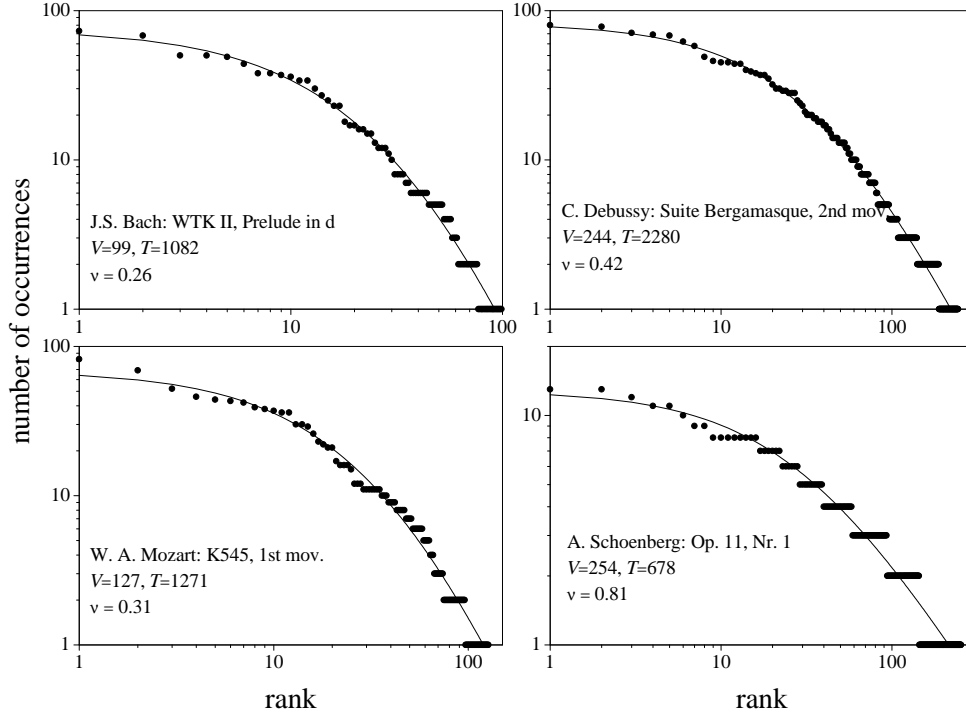 number of occurrences
100
10
1
1
10
100
J.S. Bach: WTK II, Prelude in d
V=99, T=1082
ν = 0.26
100
10
1
1
10
100
C. Debussy: Suite Bergamasque, 2nd mov.
V=244, T=2280
ν = 0.42
100
10
1
1
10
100
W. A. Mozart: K545, 1st mov.
V=127, T=1271
ν = 0.31
rank
10
1
1
10
100
A. Schoenberg: Op. 11, Nr. 1
V=254, T=678
ν = 0.81
rank